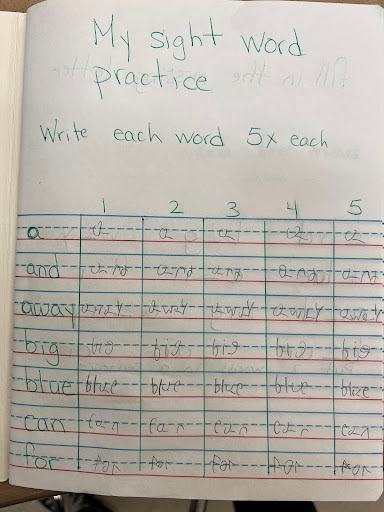 My sight word
practice
Write each word 5x each
1 2 3 4 5
a a a a a a
and and and and and and
away away away away away away
big big big big big big
blue blue blue blue blue blue
can can can can can can
for for for for for for